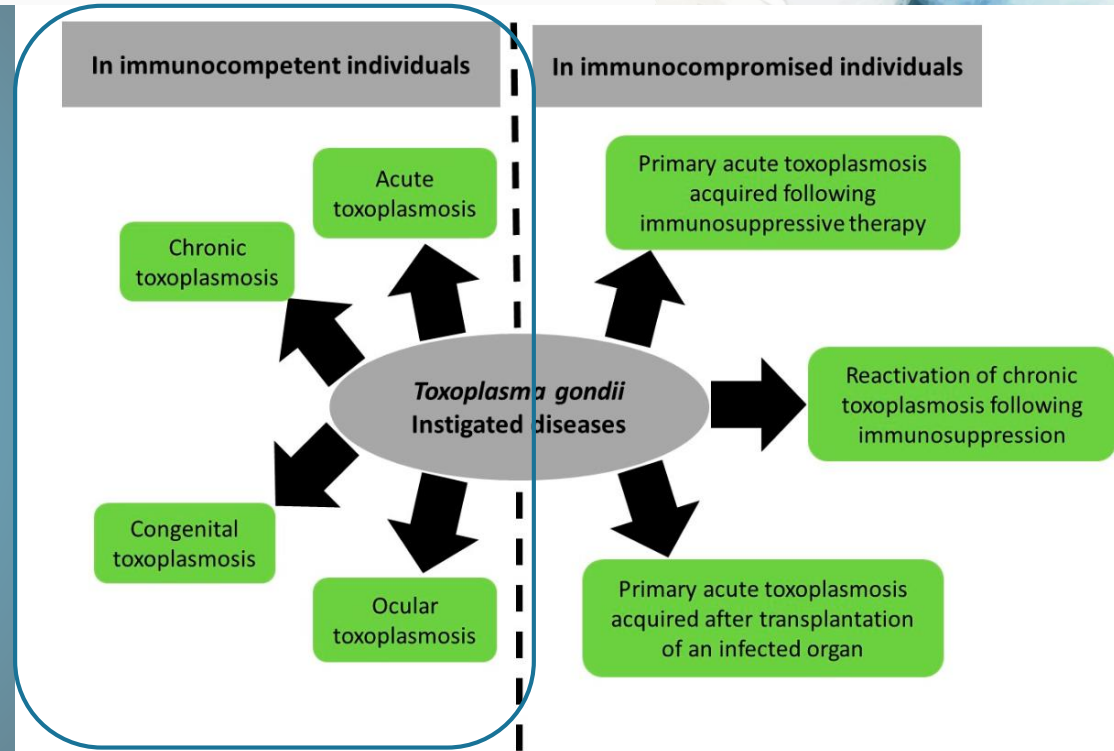 In immunocompetent individuals
In immunocompromised individuals
Acute
toxoplasmosis
Chronic
toxoplasmosis
Congenital
toxoplasmosis
Ocular
toxoplasmosis
Toxoplasma gondii
Instigated diseases
Primary acute toxoplasmosis
acquired following
immunosuppressive therapy
Reactivation of chronic
toxoplasmosis following
immunosuppression
Primary acute toxoplasmosis
acquired after transplantation
of an infected organ